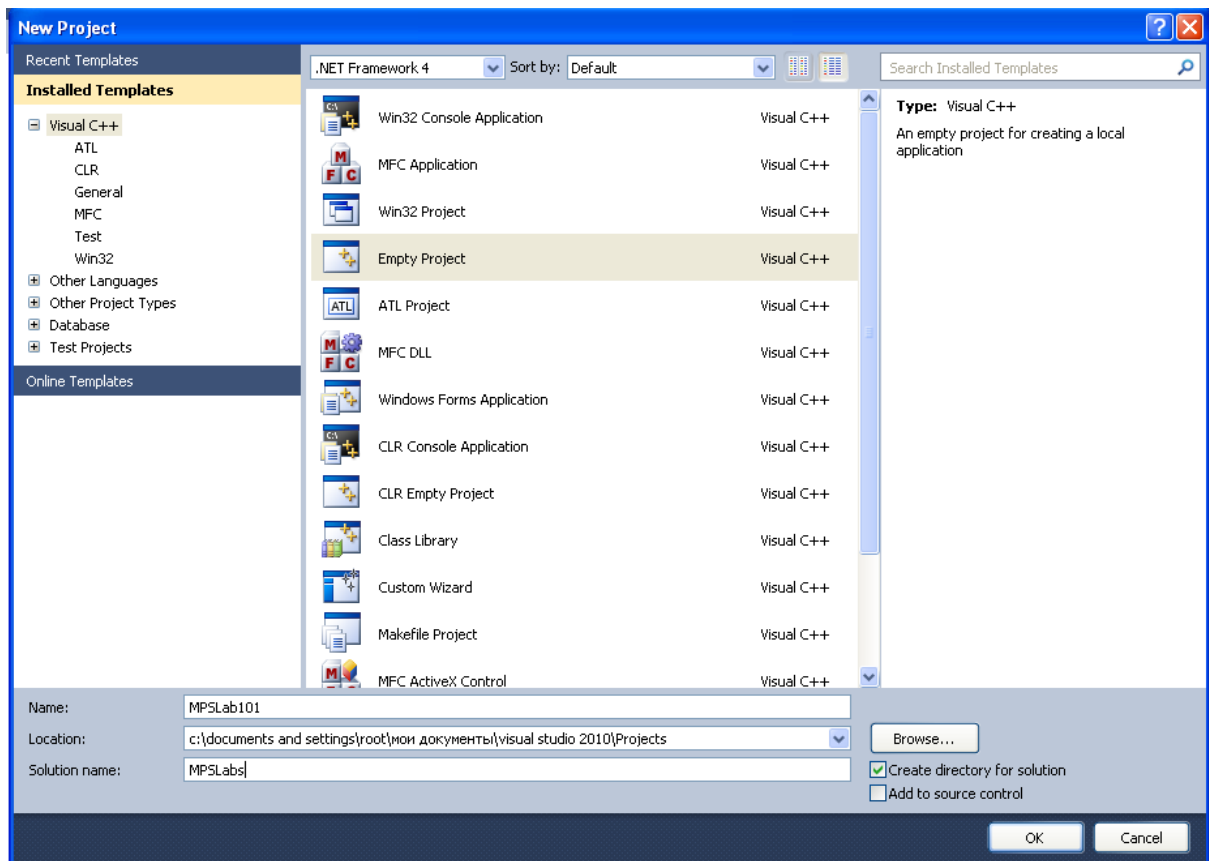 New Project
Recent Templates
Installed Templates
Visual C++
ATL
CLR
General
MFC
Test
Win32
Other Languages
Other Project Types
Database
Test Projects
Online Templates
.NET Framework 4 Sort by: Default
Win32 Console Application Visual C++
MFC Application Visual C++
Win32 Project Visual C++
Empty Project Visual C++
ATL Project Visual C++
MFC DLL Visual C++
Windows Forms Application Visual C++
CLR Console Application Visual C++
CLR Empty Project Visual C++
Class Library Visual C++
Custom Wizard Visual C++
Makefile Project Visual C++
MFC ActiveX Control Visual C++
Search Installed Templates
Type: Visual C++
An empty project for creating a local
application
Name: MPSLab101
Location: c:\documents and settings\root\мои документы\visual studio 2010\Projects
Browse...
Solution name: MPSLabs
Create directory for solution
Add to source control
OK Cancel